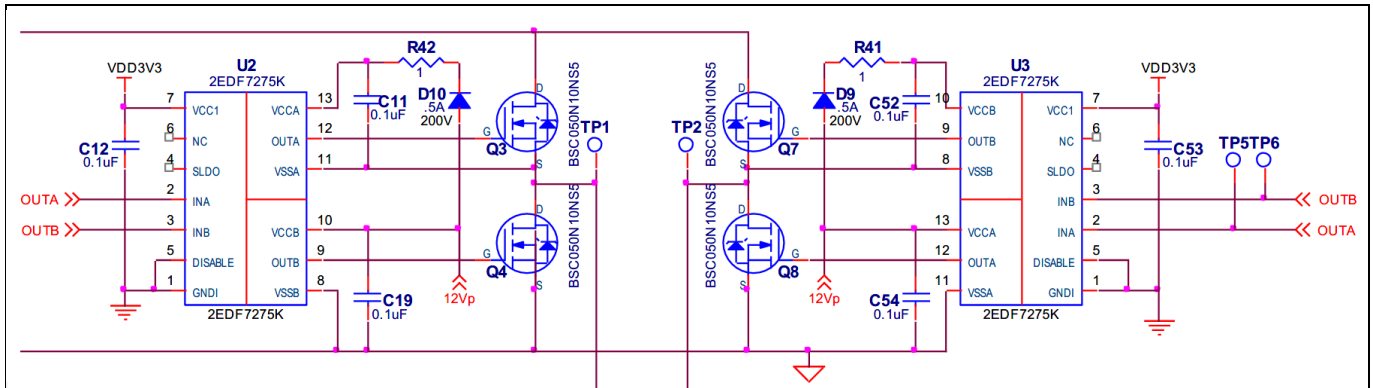 R42
1
VDD3V3
U2
2EDF7275K
7
VCC1
VCCA
13
C11
0.1uF
D10
.5A
200V
D
6
NC
OUTA
12
G
Q3
BSC050N10NS5
TP1
C12
0.1uF
4
SLDO
VSSA
11
S
OUTA
2
INA
OUTB
3
INB
VCCB
10
D
5
DISABLE
OUTB
9
G
Q4
BSC050N10NS5
1
GNDI
VSSB
8
S
C19
0.1uF
12Vp
2EDF7275K
R41
1
U3
2EDF7275K
VDD3V3
D
D9
.5A
200V
C52
0.1uF
10
VCCB
VCC1
7
TP2
BSC050N10NS5
G
Q7
9
OUTB
NC
6
S
8
VSSB
SLDO
4
C53
0.1uF
TP5
TP6
INB
3
OUTB
D
13
VCCA
INA
2
OUTA
BSC050N10NS5
G
Q8
12
OUTA
DISABLE
5
S
11
VSSA
GNDI
1
12Vp
C54
0.1uF
2EDF7275K